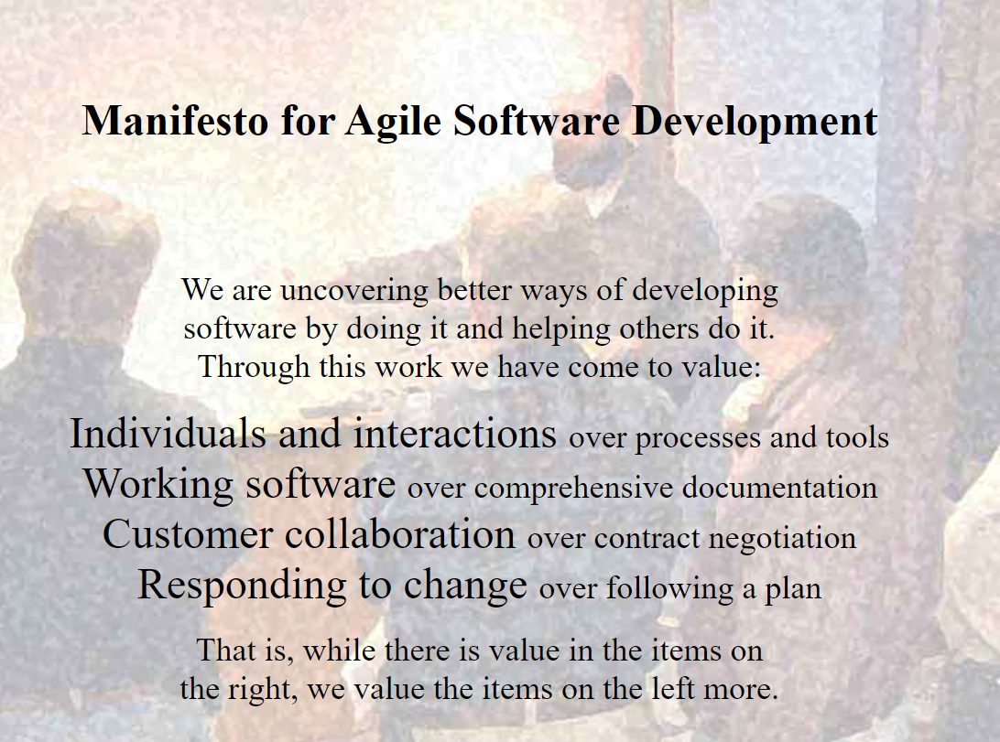 Manifesto for Agile Software Development
We are uncovering better ways of developing
software by doing it and helping others do it.
Through this work we have come to value:
Individuals and interactions over processes and tools
Working software over comprehensive documentation
Customer collaboration over contract negotiation
Responding to change over following a plan
That is, while there is value in the items on
the right, we value the items on the left more.